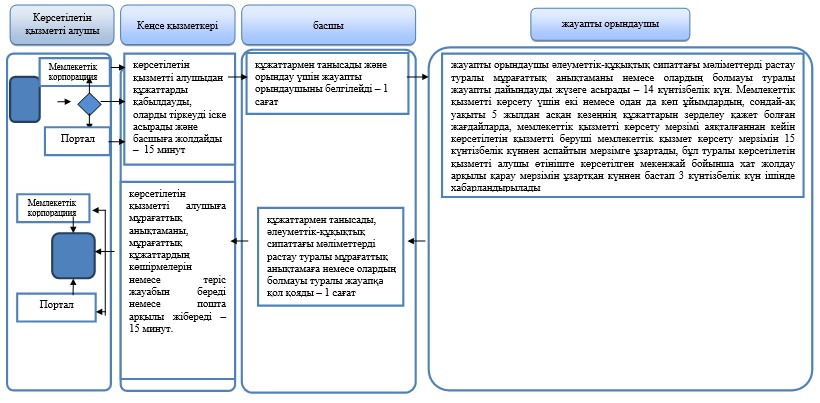 Көрсетілетін
қызметті алушы
Кеңсе қызметкері
басшы
жауапты орындаушы
Мемлекеттік
корпорациия
Портал
көрсетілетін
қызметті алушыдан
құжаттарды
қабылдауды,
оларды тіркеуді іске
асырады және
басшыға жолдайды
– 15 минут
құжаттармен танысады және
орындау үшін жауапты
орындаушыны белгілейді – 1
сағат
жауапты орындаушы әлеуметтік-құқықтық сипаттағы мәліметтерді растау
туралы мұрағаттық анықтаманы немесе олардың болмауы туралы
жауапты дайындауды жүзеге асырады – 14 күнтізбелік күн. Мемлекеттік
қызметті көрсету үшін екі немесе одан да көп ұйымдардың, сондай-ақ
уақыты 5 жылдан асқан кезеңнің құжаттарын зерделеу қажет болған
жағдайларда, мемлекеттік қызметті көрсету мерзімі аяқталғаннан кейін
көрсетілетін қызметті беруші мемлекеттік қызмет көрсету мерзімін 15
күнтізбелік күннен аспайтын мерзімге ұзартады, бұл туралы көрсетілетін
қызметті алушы өтініште көрсетілген мекенжай бойынша хат жолдау
арқылы қарау мерзімін ұзартқан күннен бастап 3 күнтізбелік күн ішінде
хабарландырылады
Мемлекеттік
корпорациия
Портал
көрсетілетін
қызметті алушыға
мұрағаттық
анықтаманы,
мұрағаттық
құжаттардың
көшірмелерін
немесе теріс
жауабын береді
немесе пошта
арқылы жібереді –
15 минут.
құжаттармен танысады,
әлеуметтік-құқықтық
сипаттағы мәліметтерді
растау туралы мұрағаттық
анықтамаға немесе олардың
болмауы туралы жауапқа
қол қояды – 1 сағат